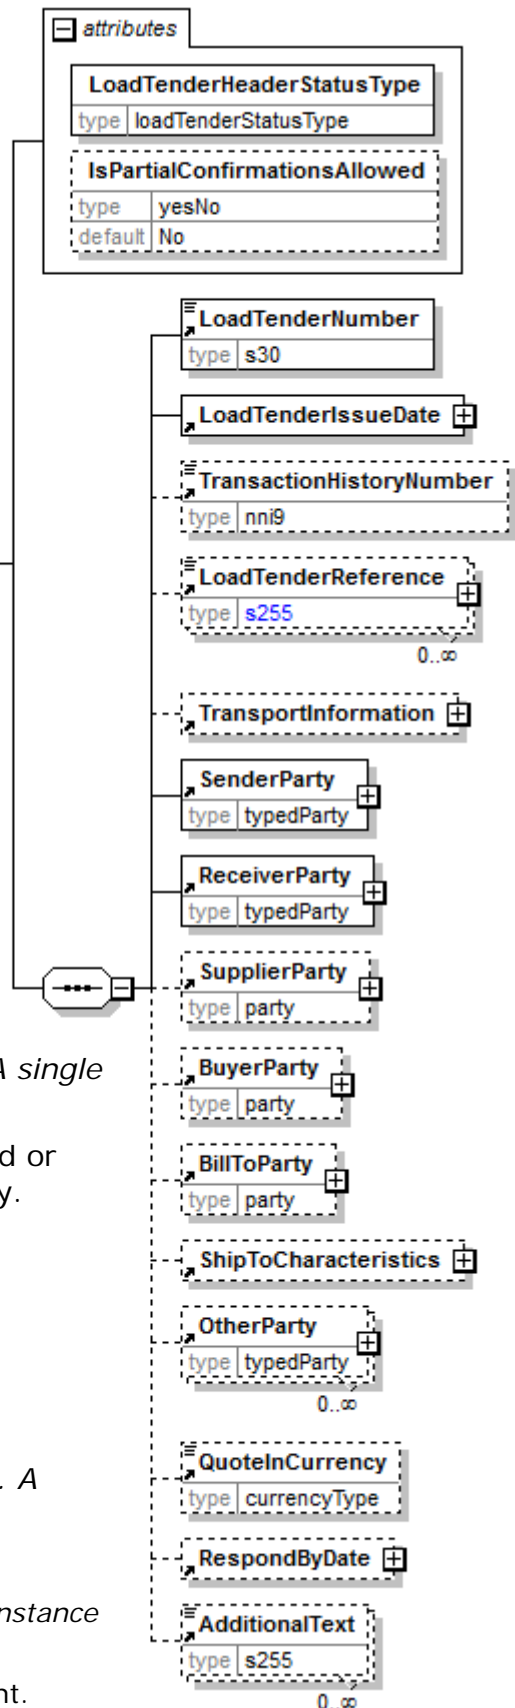 attributes
LoadTenderHeaderStatusType
type loadTenderStatusType
IsPartialConfirmationsAllowed
type yesNo
default No
LoadTenderNumber
type s30
LoadTenderIssueDate
TransactionHistoryNumber
type nni9
LoadTenderReference
type s255
0..∞
TransportInformation
SenderParty
type typedParty
ReceiverParty
type typedParty
SupplierParty
type party
A single
BuyerParty
type party
d or
BillToParty
type party
y.
ShipToCharacteristics
OtherParty
type typedParty
0..∞
QuoteInCurrency
. A
type currencyType
RespondByDate
nstance
AdditionalText
type s255
nt.
0..∞